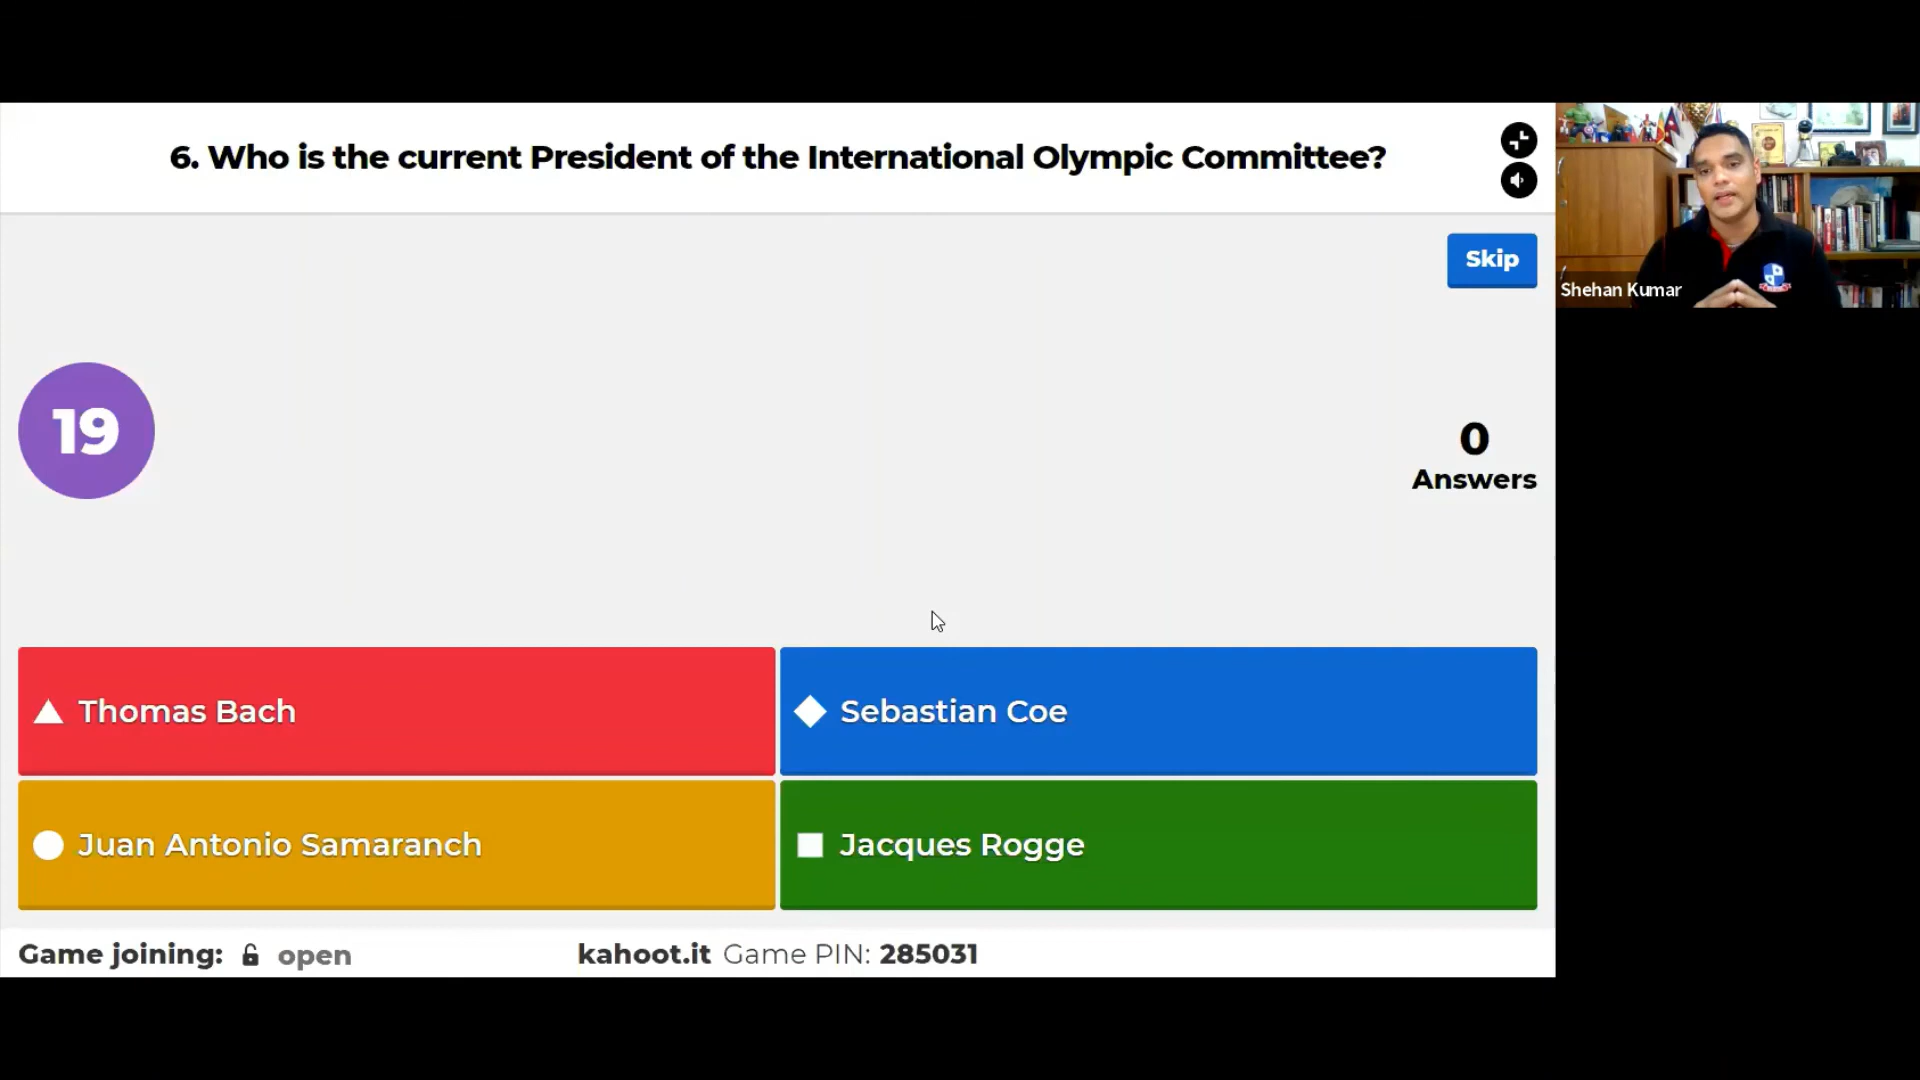 6. Who is the current President of the International Olympic Committee?
Skip
Shehan Kumar
19
0
Answers
Thomas Bach
Sebastian Coe
Juan Antonio Samaranch
Jacques Rogge
Game joining: open
kahoot.it Game PIN: 285031